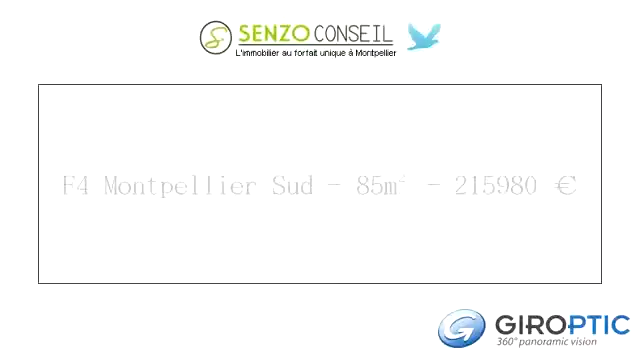 SENZO CONSEIL
L'immobilier au forfait unique à Montpellier
F4 Montpellier Sud - 85m² - 215980 €
GIROPTIC
360° panoramic vision